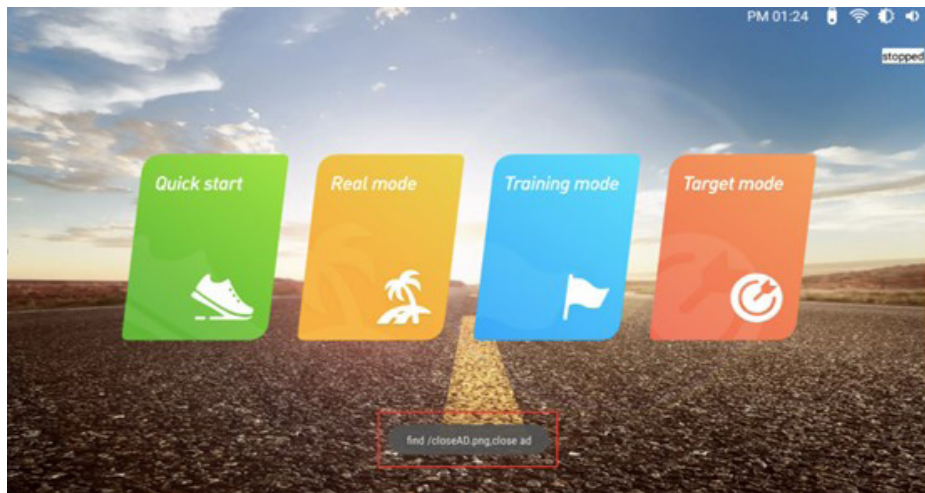 PM 01:24
stopped
Quick start
Real mode
Training mode
Target mode
find /closeAD.png,close ad